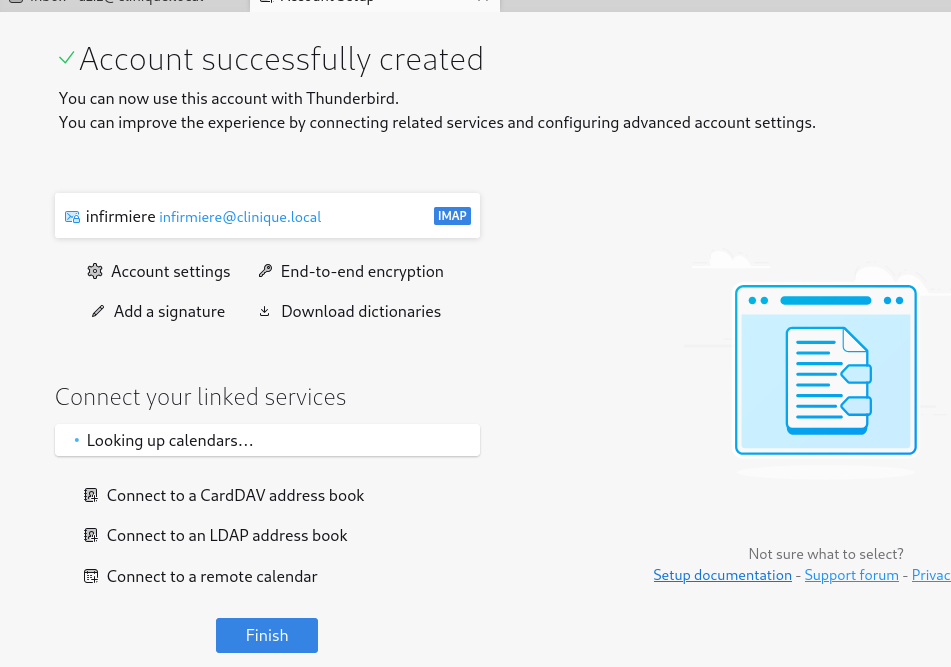 Account successfully created
You can now use this account with Thunderbird.
You can improve the experience by connecting related services and configuring advanced account settings.
infirmiere infirmiere@clinique.local IMAP
Account settings End-to-end encryption
Add a signature Download dictionaries
Connect your linked services
Looking up calendars…
Connect to a CardDAV address book
Connect to an LDAP address book
Connect to a remote calendar
Not sure what to select?
Setup documentation - Support forum - Privac
Finish